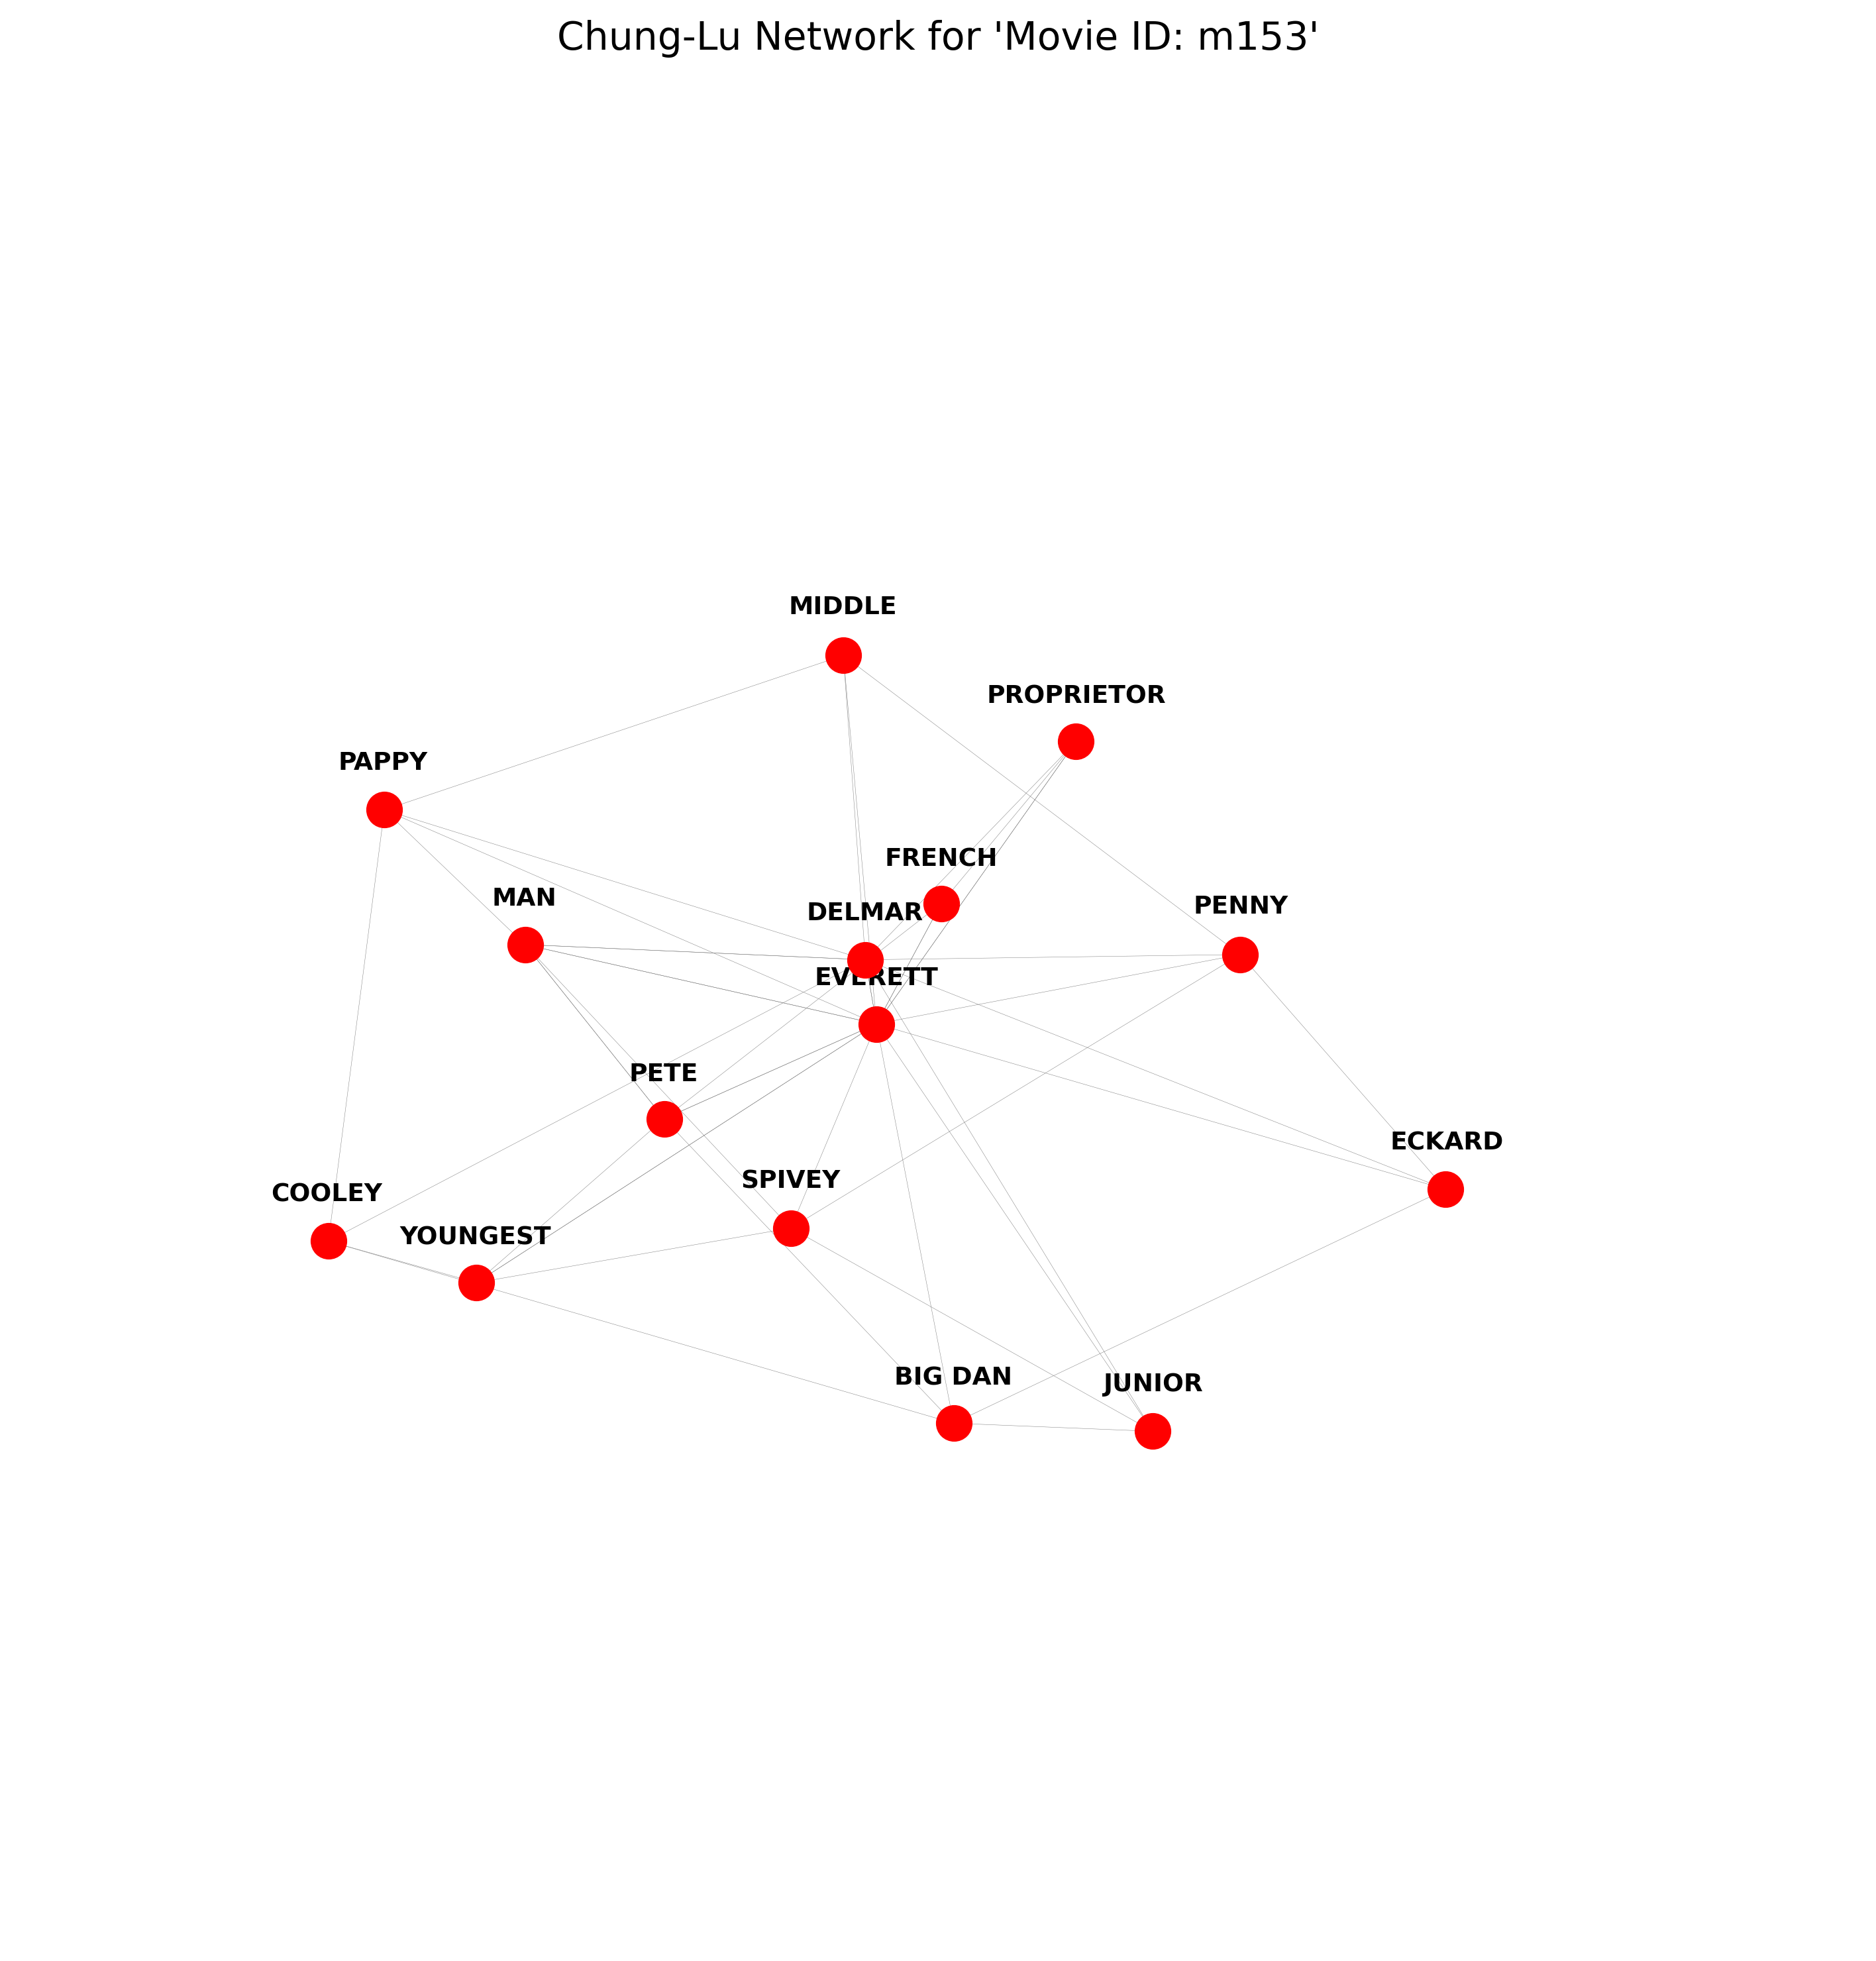 Chung-Lu Network for 'Movie ID: m153'
MIDDLE
PROPRIETOR
PAPPY
FRENCH
MAN
PENNY
DELMAR
EVERETT
PETE
ECKARD
SPIVEY
COOLEY
YOUNGEST
BIG DAN
JUNIOR